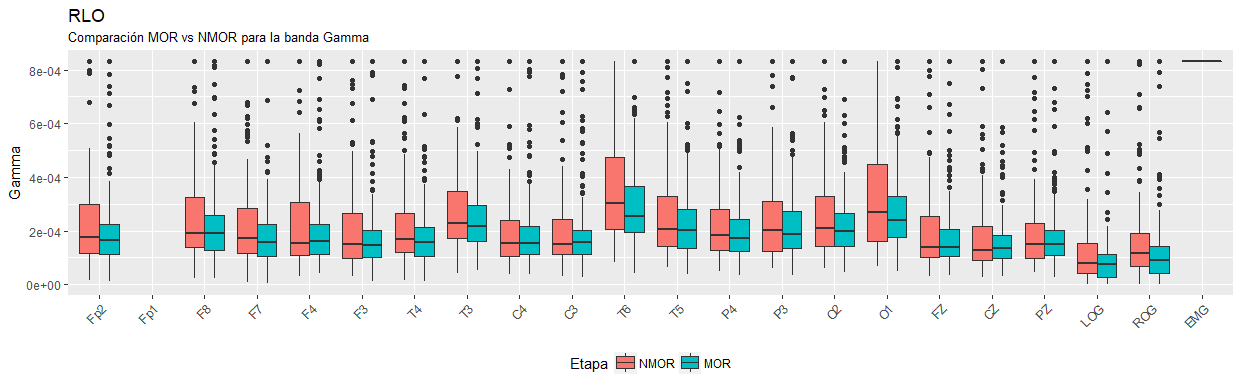 RLO
Comparación MOR vs NMOR para la banda Gamma
Gamma
8e-04
6e-04
4e-04
2e-04
0e+00
Fp2 Fp1 F8 F7 F4 F3 T4 T3 C4 C3 T6 T5 P4 P3 O2 O1 FZ CZ PZ LOG ROG EMG
Etapa NMOR MOR